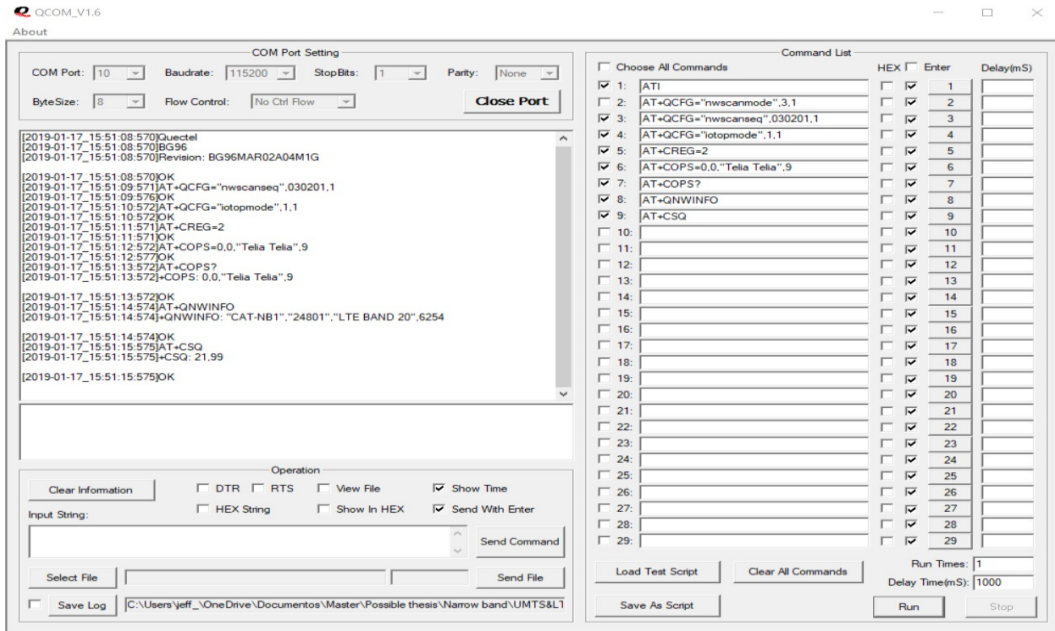 QCOM_V1.6
About
COM Port Setting
COM Port: 10 Baudrate: 115200 StopBits: 1 Parity: None
ByteSize: 8 Flow Control: No Ctrl Flow Close Port
[2019-01-17_15:51:08:570]Quectel
[2019-01-17_15:51:08:570]BG96
[2019-01-17_15:51:08:570]Revision: BG96MAR02A04M1G
[2019-01-17_15:51:08:570]OK
[2019-01-17_15:51:09:571]AT+QCFG="nwscanseq",030201,1
[2019-01-17_15:51:09:576]OK
[2019-01-17_15:51:10:572]AT+QCFG="iotopmode",1,1
[2019-01-17_15:51:10:572]OK
[2019-01-17_15:51:11:571]AT+CREG=2
[2019-01-17_15:51:11:571]OK
[2019-01-17_15:51:12:572]AT+COPS=0,0,"Telia Telia",9
[2019-01-17_15:51:12:577]OK
[2019-01-17_15:51:13:572]AT+COPS?
[2019-01-17_15:51:13:572]+COPS: 0,0,"Telia Telia",9
[2019-01-17_15:51:13:572]OK
[2019-01-17_15:51:14:574]AT+QNWINFO
[2019-01-17_15:51:14:574]+QNWINFO: "CAT-NB1","24801","LTE BAND 20",6254
[2019-01-17_15:51:14:574]OK
[2019-01-17_15:51:15:575]AT+CSQ
[2019-01-17_15:51:15:575]+CSQ: 21,99
[2019-01-17_15:51:15:575]OK
Operation
Clear Information DTR RTS View File Show Time
HEX String Show In HEX Send With Enter
Input String:
Send Command
Select File Send File
Save Log C:\Users\jeff_\OneDrive\Documentos\Master\Possible thesis\Narrow band\UMTS&LT
Command List
Choose All Commands HEX Enter Delay(mS)
1: ATI 1
2: AT+QCFG="nwscanmode",3,1 2
3: AT+QCFG="nwscanseq",030201,1 3
4: AT+QCFG="iotopmode",1,1 4
5: AT+CREG=2 5
6: AT+COPS=0,0,"Telia Telia",9 6
7: AT+COPS? 7
8: AT+QNWINFO 8
9: AT+CSQ 9
10: 10
11: 11
12: 12
13: 13
14: 14
15: 15
16: 16
17: 17
18: 18
19: 19
20: 20
21: 21
22: 22
23: 23
24: 24
25: 25
26: 26
27: 27
28: 28
29: 29
Load Test Script Clear All Commands Run Times: 1
Delay Time(mS): 1000
Save As Script Run Stop